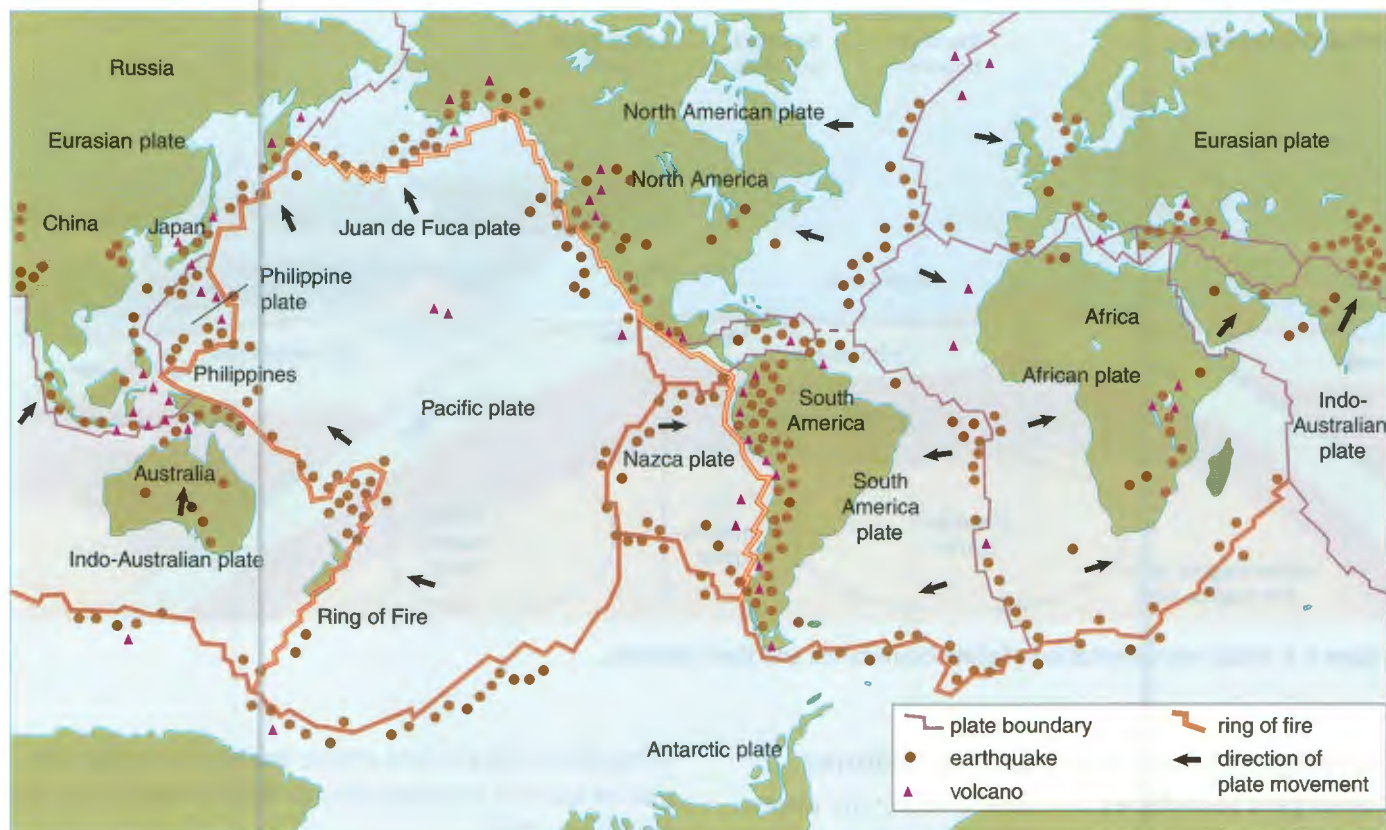 Russia
North American plate
Eurasian plate
Eurasian plate
North America
China
Japan
Juan de Fuca plate
Philippine
plate
Africa
Philippines
African plate
Pacific plate
South
America
Indo-
Australian
plate
Australia
Nazca plate
South
America
plate
Indo-Australian plate
Ring of Fire
Antarctic plate
plate boundary
earthquake
volcano
ring of fire
direction of
plate movement